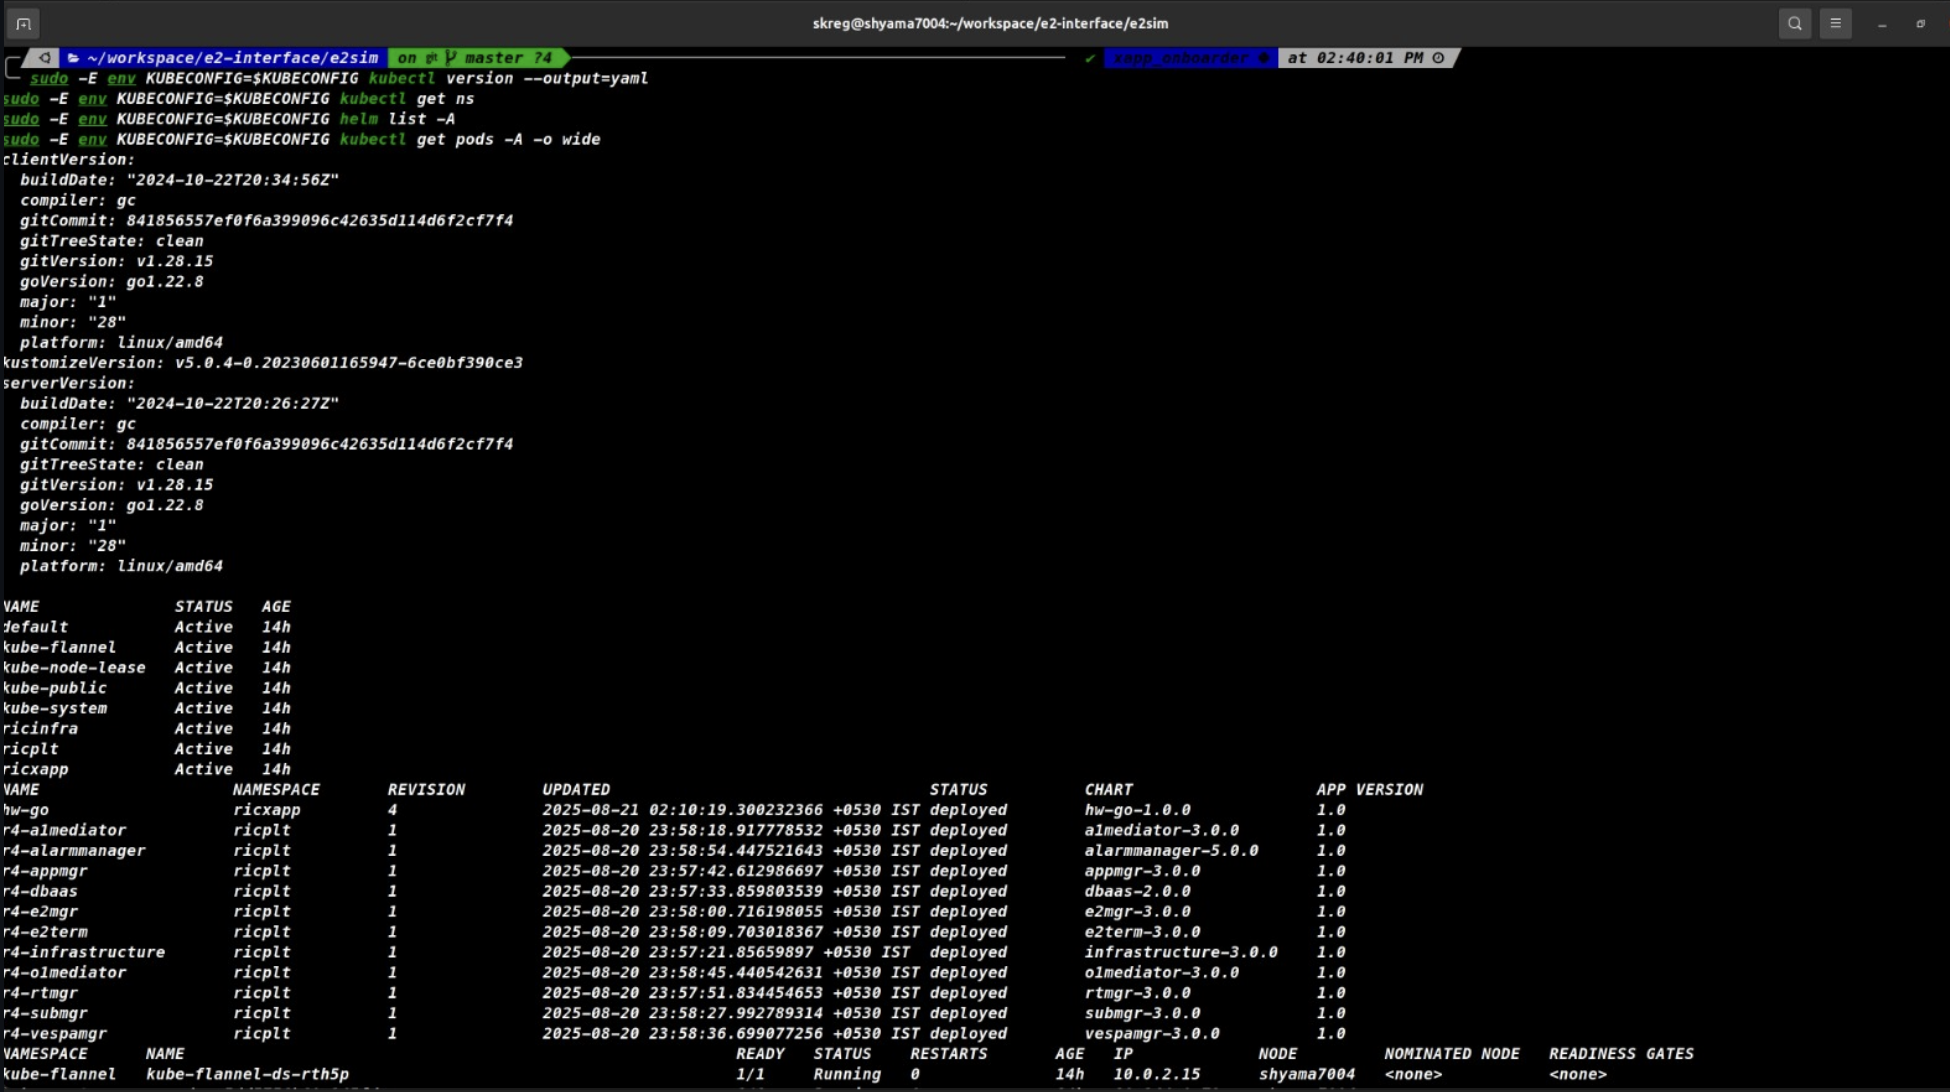 skreg@shyama7004:~/workspace/e2-interface/e2sim
~/workspace/e2-interface/e2sim on master ?4 ✔ xapp_onboarder at 02:40:01 PM
sudo -E env KUBECONFIG=$KUBECONFIG kubectl version --output=yaml
sudo -E env KUBECONFIG=$KUBECONFIG kubectl get ns
sudo -E env KUBECONFIG=$KUBECONFIG helm list -A
sudo -E env KUBECONFIG=$KUBECONFIG kubectl get pods -A -o wide
clientVersion:
  buildDate: "2024-10-22T20:34:56Z"
  compiler: gc
  gitCommit: 841856557ef0f6a399096c42635d114d6f2cf7f4
  gitTreeState: clean
  gitVersion: v1.28.15
  goVersion: go1.22.8
  major: "1"
  minor: "28"
  platform: linux/amd64
kustomizeVersion: v5.0.4-0.20230601165947-6ce0bf390ce3
serverVersion:
  buildDate: "2024-10-22T20:26:27Z"
  compiler: gc
  gitCommit: 841856557ef0f6a399096c42635d114d6f2cf7f4
  gitTreeState: clean
  gitVersion: v1.28.15
  goVersion: go1.22.8
  major: "1"
  minor: "28"
  platform: linux/amd64
NAME STATUS AGE
default Active 14h
kube-flannel Active 14h
kube-node-lease Active 14h
kube-public Active 14h
kube-system Active 14h
ricinfra Active 14h
ricplt Active 14h
ricxapp Active 14h
NAME NAMESPACE REVISION UPDATED STATUS CHART APP VERSION
hw-go ricxapp 4 2025-08-21 02:10:19.300232366 +0530 IST deployed hw-go-1.0.0 1.0
r4-a1mediator ricplt 1 2025-08-20 23:58:18.917778532 +0530 IST deployed a1mediator-3.0.0 1.0
r4-alarmmanager ricplt 1 2025-08-20 23:58:54.447521643 +0530 IST deployed alarmmanager-5.0.0 1.0
r4-appmgr ricplt 1 2025-08-20 23:57:42.612986697 +0530 IST deployed appmgr-3.0.0 1.0
r4-dbaas ricplt 1 2025-08-20 23:57:33.859803539 +0530 IST deployed dbaas-2.0.0 1.0
r4-e2mgr ricplt 1 2025-08-20 23:58:00.716198055 +0530 IST deployed e2mgr-3.0.0 1.0
r4-e2term ricplt 1 2025-08-20 23:58:09.703018367 +0530 IST deployed e2term-3.0.0 1.0
r4-infrastructure ricplt 1 2025-08-20 23:57:21.85659897 +0530 IST deployed infrastructure-3.0.0 1.0
r4-o1mediator ricplt 1 2025-08-20 23:58:45.440542631 +0530 IST deployed o1mediator-3.0.0 1.0
r4-rtmgr ricplt 1 2025-08-20 23:57:51.834454653 +0530 IST deployed rtmgr-3.0.0 1.0
r4-submgr ricplt 1 2025-08-20 23:58:27.992789314 +0530 IST deployed submgr-3.0.0 1.0
r4-vespamgr ricplt 1 2025-08-20 23:58:36.699077256 +0530 IST deployed vespamgr-3.0.0 1.0
NAMESPACE NAME READY STATUS RESTARTS AGE IP NODE NOMINATED NODE READINESS GATES
kube-flannel kube-flannel-ds-rth5p 1/1 Running 0 14h 10.0.2.15 shyama7004 <none> <none>